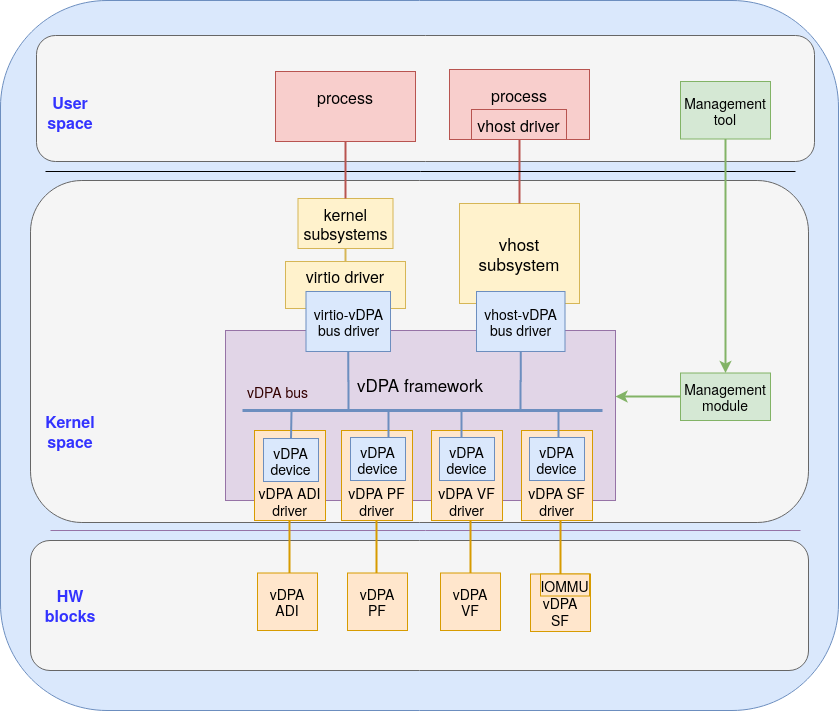 User
space
process
process
vhost driver
Management
tool
kernel
subsystems
virtio driver
vhost
subsystem
virtio-vDPA
bus driver
vhost-vDPA
bus driver
vDPA framework
vDPA bus
Management
module
Kernel
space
vDPA
device
vDPA ADI
driver
vDPA
device
vDPA PF
driver
vDPA
device
vDPA VF
driver
vDPA
device
vDPA SF
driver
HW
blocks
vDPA
ADI
vDPA
PF
vDPA
VF
IOMMU
vDPA
SF